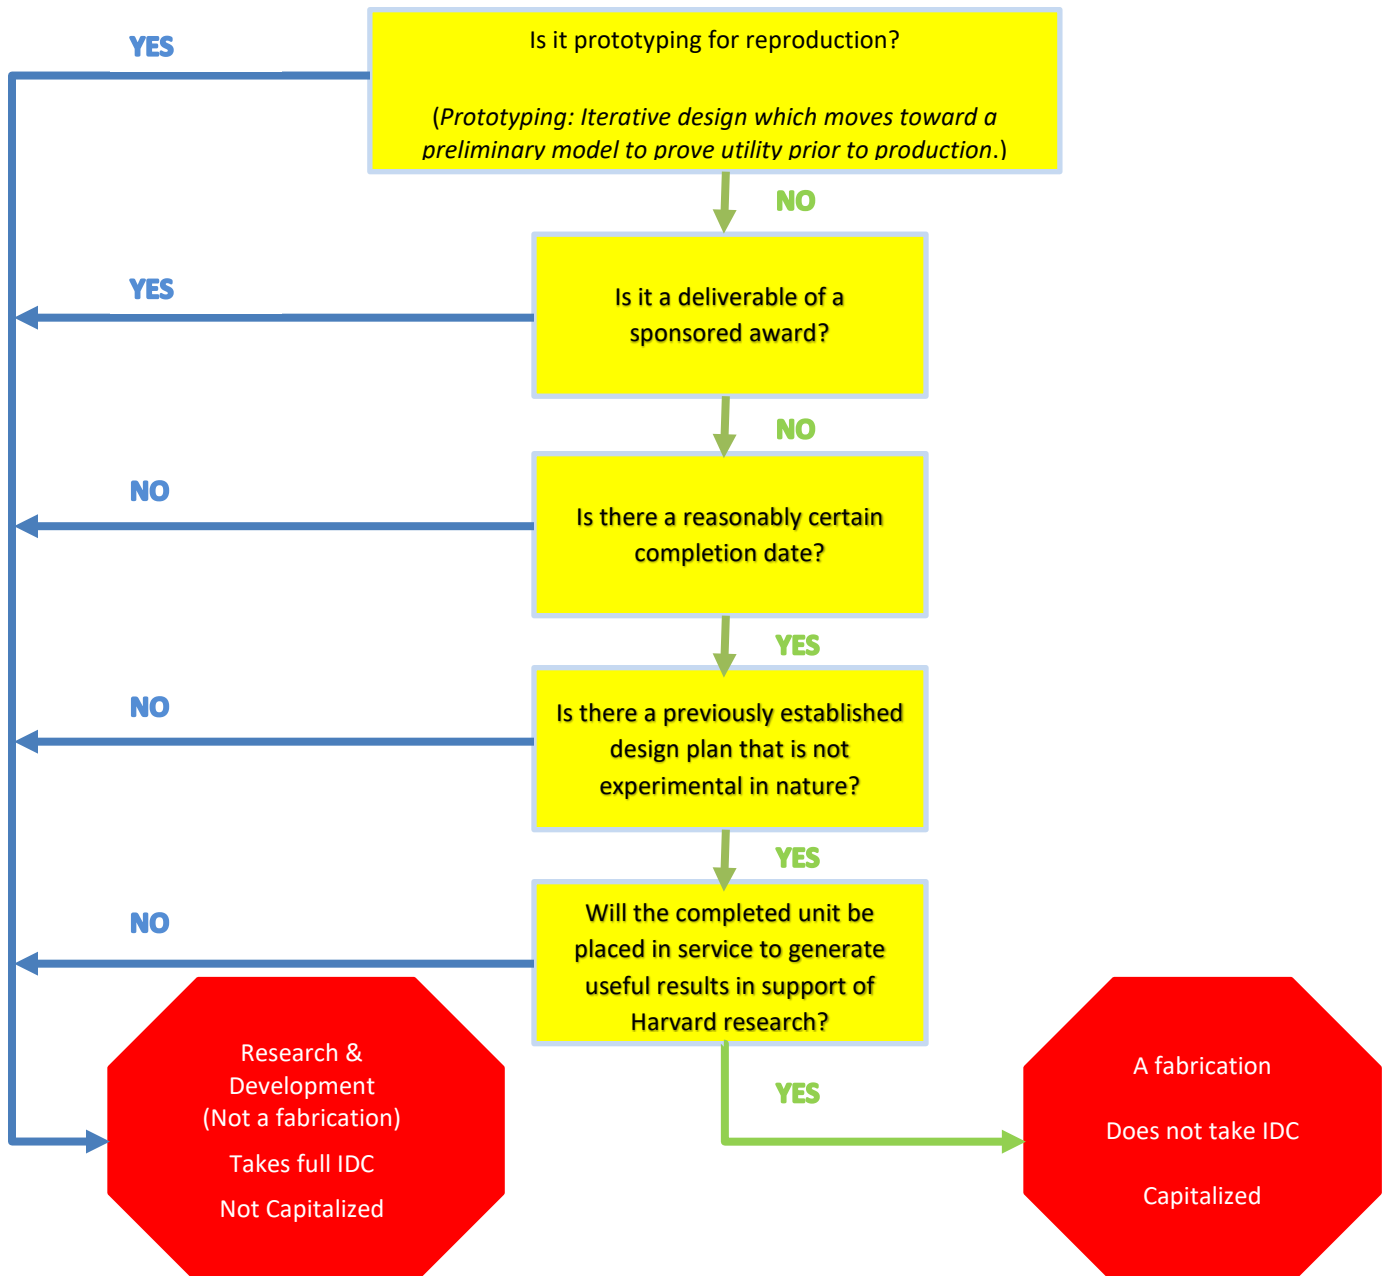 YES
Is it prototyping for reproduction?
(Prototyping: Iterative design which moves toward a
preliminary model to prove utility prior to production.)
NO
YES
Is it a deliverable of a
sponsored award?
NO
NO
Is there a reasonably certain
completion date?
YES
NO
Is there a previously established
design plan that is not
experimental in nature?
YES
NO
Will the completed unit be
placed in service to generate
useful results in support of
Harvard research?
YES
Research &
Development
(Not a fabrication)
Takes full IDC
Not Capitalized
A fabrication
Does not take IDC
Capitalized